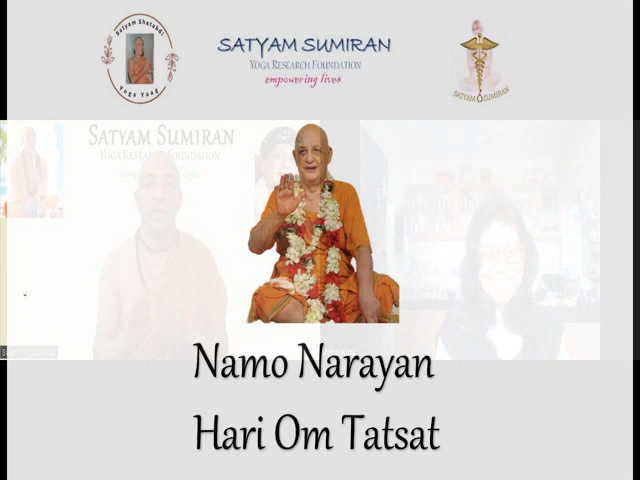 Satyam Shatabdi
Yoga Yaag
SATYAM SUMIRAN
YOGA RESEARCH FOUNDATION
empowering lives
SATYAM SUMIRAN
SATYAM SUMIRAN
YOGA RESEARCH FOUNDATION
Namo Narayan
Hari Om Tatsat